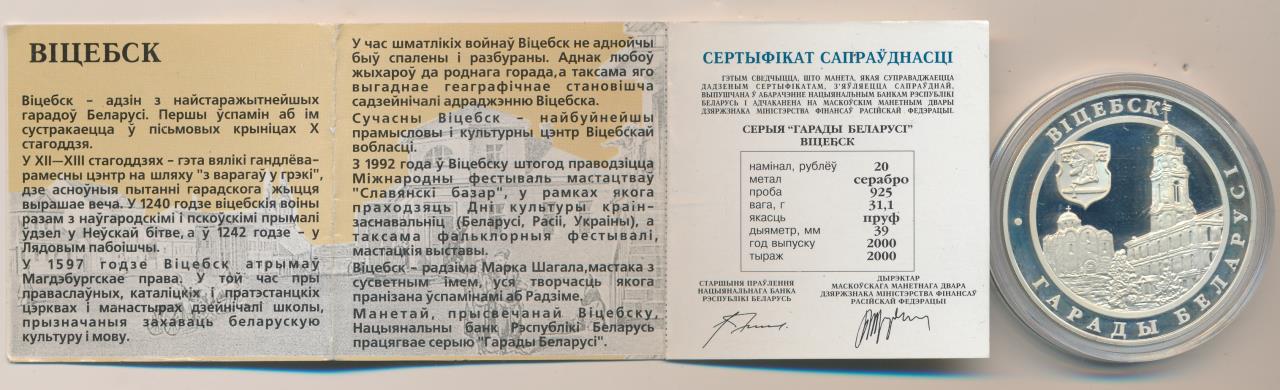 ВІЦЕБСК
Віцебск – адзін з найстаражытнейшых
гарадоў Беларусі. Першы ўспамін аб ім
сустракаецца ў пісьмовых крыніцах X
стагоддзя.
У XII—XIII стагоддзях – гэта вялікі гандлёва-
рамесны цэнтр на шляху "з варагаў у грэкі",
дзе асноўныя пытанні гарадскога жыцця
вырашае веча. У 1240 годзе віцебскія воіны
разам з наўгародскімі і пскоўскімі прымалі
ўдзел у Неўскай бітве, а ў 1242 годзе – у
Лядовым пабоішчы.
У 1597 годзе Віцебск атрымаў
Магдэбургскае права. У той час пры
праваслаўных, каталіцкіх і пратэстанцкіх
цэрквах і манастырах дзейнічалі школы,
прызначаныя захаваць беларускую
культуру і мову.
У час шматлікіх войнаў Віцебск не аднойчы
быў спалены і разбураны. Аднак любоў
жыхароў да роднага горада,а таксама яго
выгаднае геаграфічнае становішча
садзейнічалі адраджэнню Віцебска.
Сучасны Віцебск – найбуйнейшы
прамысловы і культурны цэнтр Віцебскай
вобласці.
З 1992 года ў Віцебску штогод праводзіцца
Міжнародны фестываль мастацтваў
"Славянскі базар", у рамках якога
праходзяць Дні культуры краін-
заснавальніц (Беларусі, Расіі, Украіны), а
таксама фальклорныя фестывалі,
мастацкія выставы.
Віцебск – радзіма Марка Шагала,мастака з
сусветным імем, уся творчасць якога
пранізана ўспамінамі аб Радзіме.
Манетай, прысвечанай Віцебску,
Нацыянальны банк Рэспублікі Беларусь
працягвае серыю "Гарады Беларусі".
СЕРТЫФІКАТ САПРАЎДНАСЦІ
ГЭТЫМ СВЕДЧЫЦЦА, ШТО МАНЕТА, ЯКАЯ СУПРАВАДЖАЕЦЦА
ДАДЗЕНЫМ СЕРТЫФІКАТАМ, З'ЯЎЛЯЕЦЦА САПРАЎДНАЙ,
ВЫПУШЧАНА Ў АБАРАЧЭННЕ НАЦЫЯНАЛЬНЫМ БАНКАМ РЭСПУБЛІКІ
БЕЛАРУСЬ І АДЧАКАНЕНА НА МАСКОЎСКІМ МАНЕТНЫМ ДВАРЫ
ДЗЯРЖЗНАКА МІНІСТЭРСТВА ФІНАНСАЎ РАСІЙСКАЙ ФЕДЭРАЦЫІ.
СЕРЫЯ "ГАРАДЫ БЕЛАРУСІ"
ВІЦЕБСК
намінал, рублёў 20
метал серабро
проба 925
вага, г 31,1
якасць пруф
дыяметр, мм 39
год выпуску 2000
тыраж 2000
СТАРШЫНЯ ПРАЎЛЕННЯ
НАЦЫЯНАЛЬНАГА БАНКА
РЭСПУБЛІКІ БЕЛАРУСЬ
ДЫРЭКТАР
МАСКОЎСКАГА МАНЕТНАГА ДВАРА
ДЗЯРЖЗНАКА МІНІСТЭРСТВА ФІНАНСАЎ
РАСІЙСКАЙ ФЕДЭРАЦЫІ
ВІЦЕБСК
ГАРАДЫ БЕЛАРУСІ